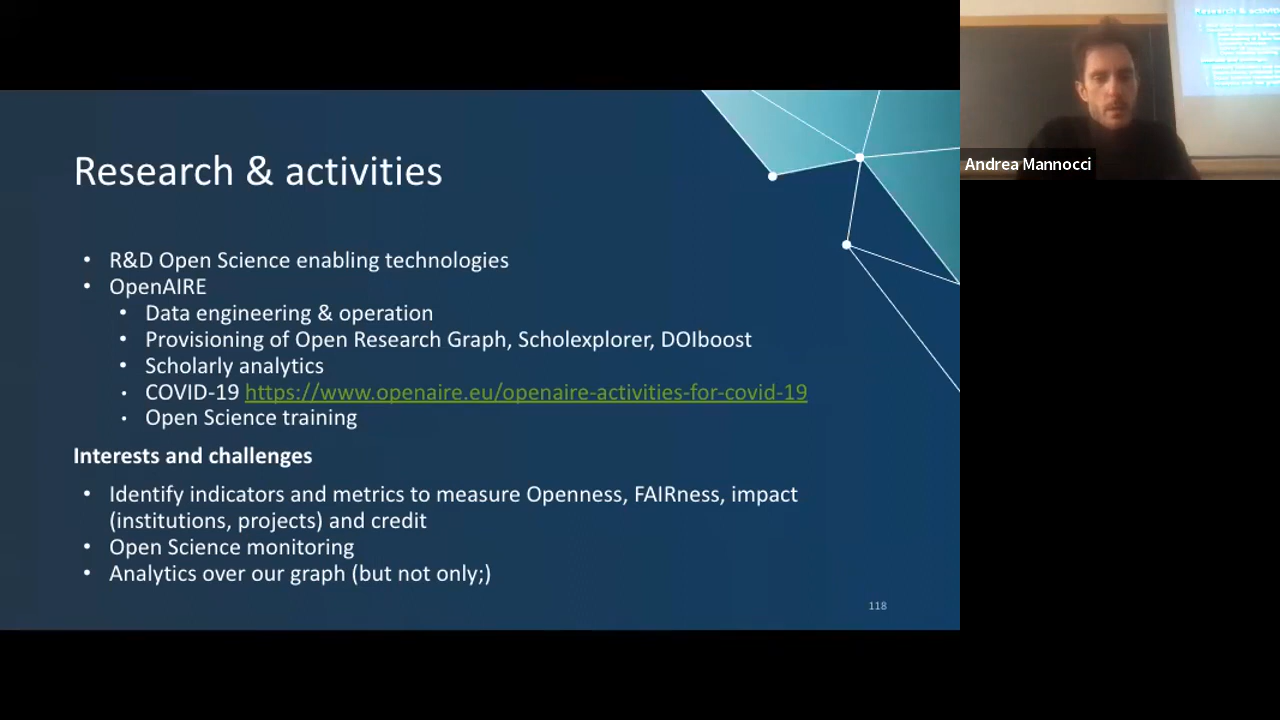 Research & activities
• R&D Open Science enabling technologies
• OpenAIRE
• Data engineering & operation
• Provisioning of Open Research Graph, Scholexplorer, DOIboost
• Scholarly analytics
• COVID-19 https://www.openaire.eu/openaire-activities-for-covid-19
• Open Science training
Interests and challenges
• Identify indicators and metrics to measure Openness, FAIRness, impact
(institutions, projects) and credit
• Open Science monitoring
• Analytics over our graph (but not only;)
118
Andrea Mannocci